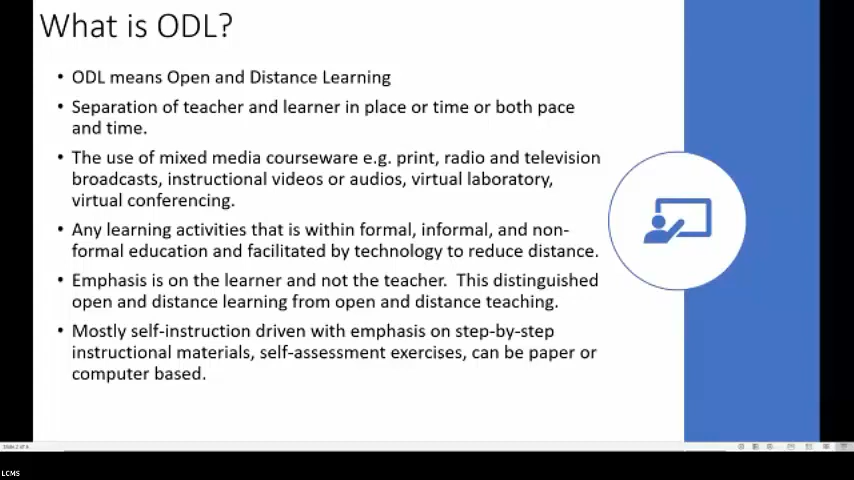 What is ODL?
• ODL means Open and Distance Learning
• Separation of teacher and learner in place or time or both pace
and time.
• The use of mixed media courseware e.g. print, radio and television
broadcasts, instructional videos or audios, virtual laboratory,
virtual conferencing.
• Any learning activities that is within formal, informal, and non-
formal education and facilitated by technology to reduce distance.
• Emphasis is on the learner and not the teacher.  This distinguished
open and distance learning from open and distance teaching.
• Mostly self-instruction driven with emphasis on step-by-step
instructional materials, self-assessment exercises, can be paper or
computer based.
LCMS